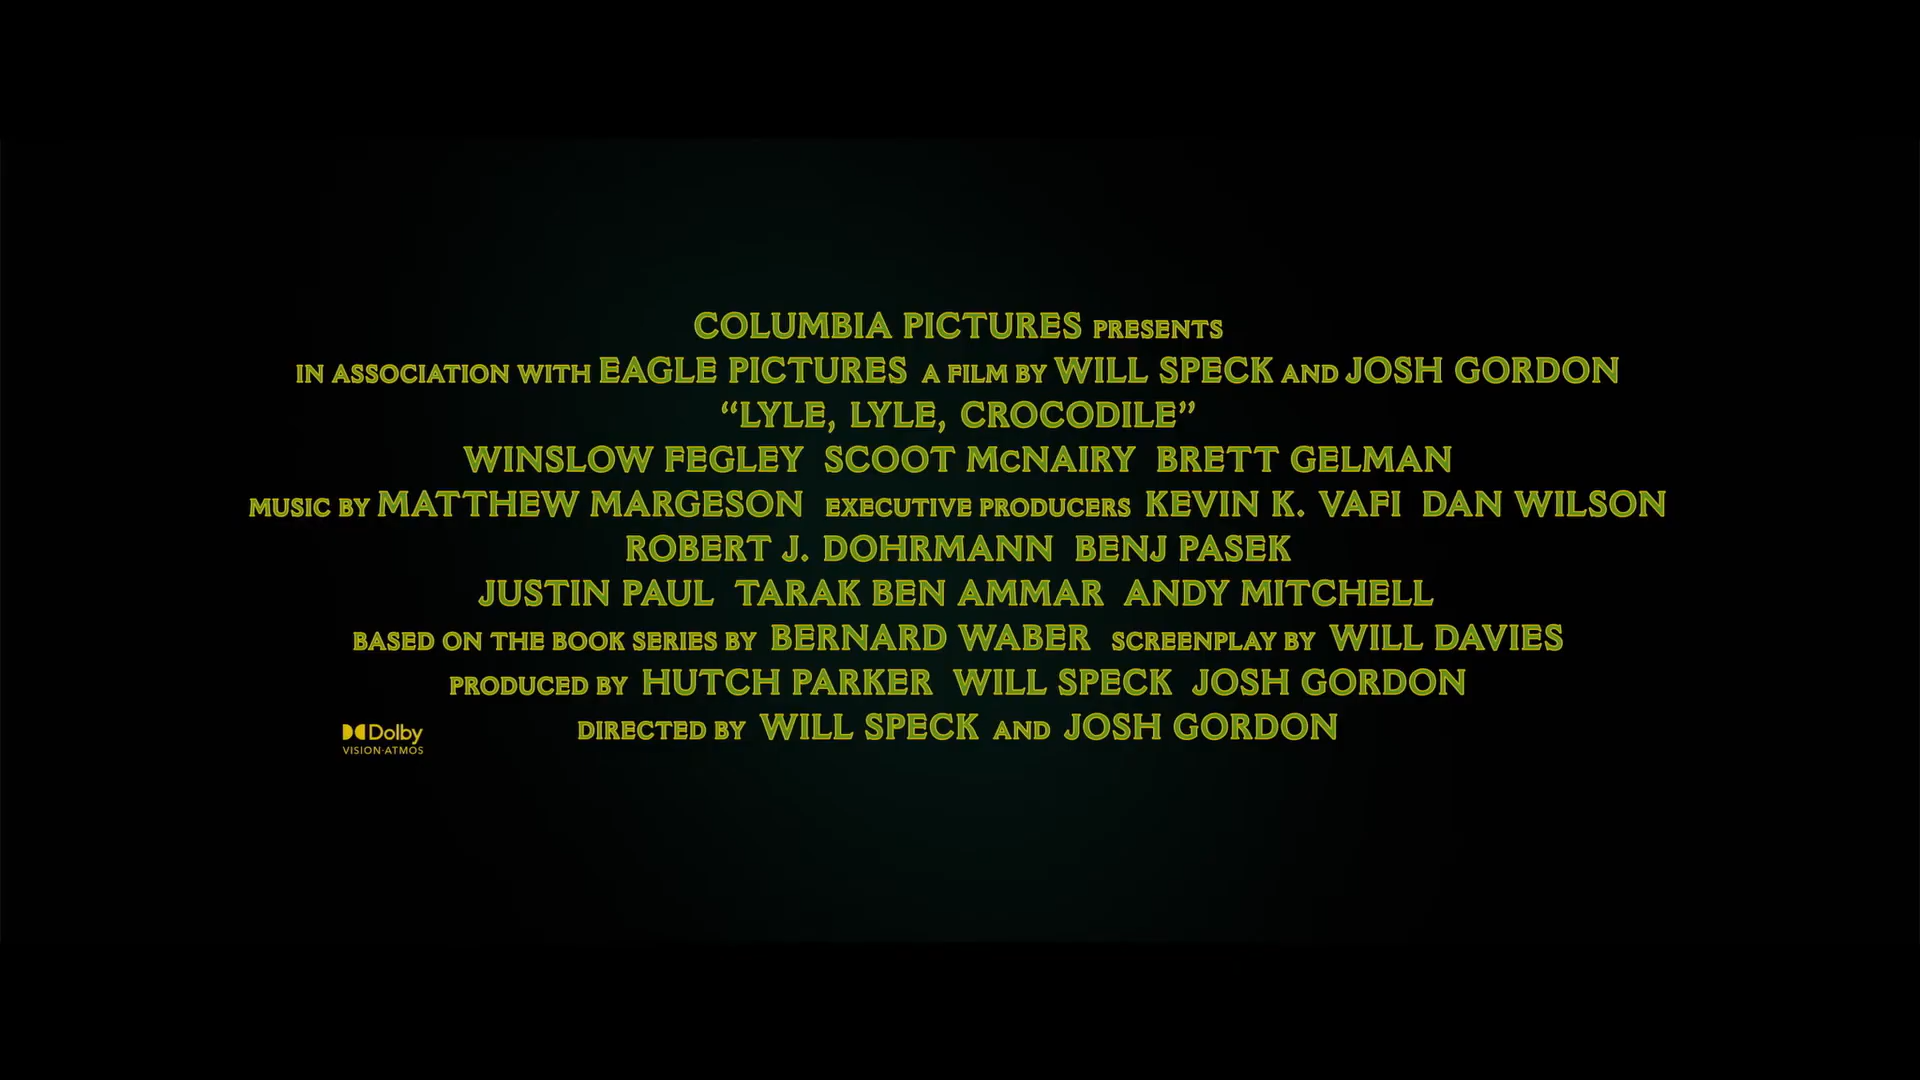 COLUMBIA PICTURES PRESENTS
IN ASSOCIATION WITH EAGLE PICTURES A FILM BY WILL SPECK AND JOSH GORDON
“LYLE, LYLE, CROCODILE”
WINSLOW FEGLEY SCOOT McNAIRY BRETT GELMAN
MUSIC BY MATTHEW MARGESON EXECUTIVE PRODUCERS KEVIN K. VAFI DAN WILSON
ROBERT J. DOHRMANN BENJ PASEK
JUSTIN PAUL TARAK BEN AMMAR ANDY MITCHELL
BASED ON THE BOOK SERIES BY BERNARD WABER SCREENPLAY BY WILL DAVIES
PRODUCED BY HUTCH PARKER WILL SPECK JOSH GORDON
DIRECTED BY WILL SPECK AND JOSH GORDON
Dolby
VISION·ATMOS